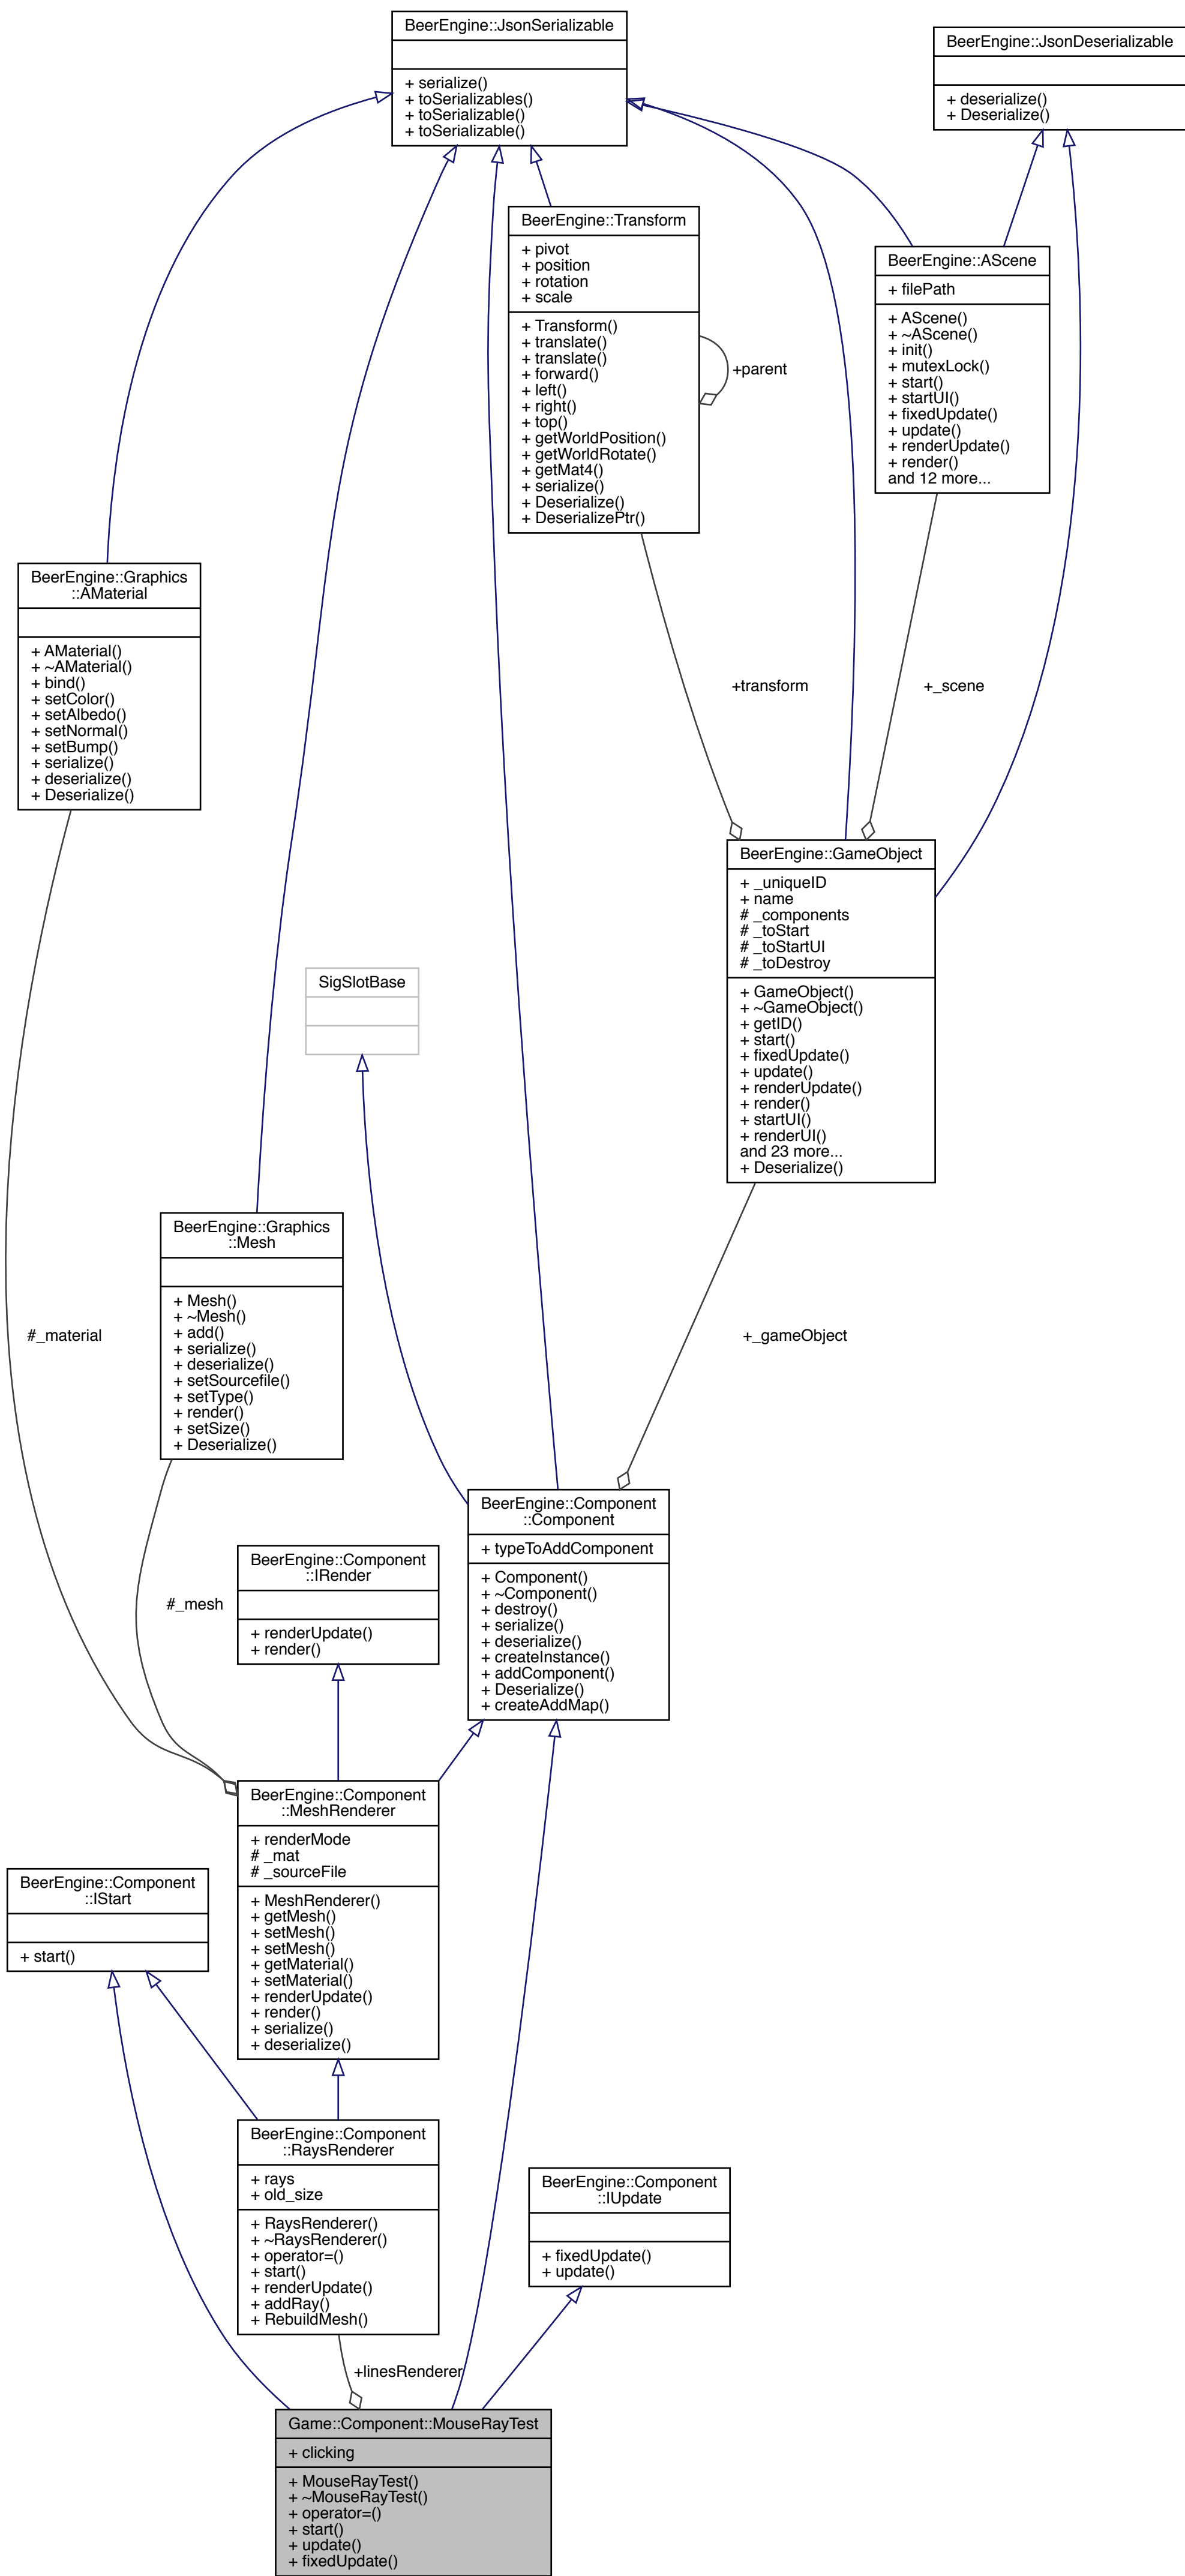 BeerEngine::JsonSerializable
+ serialize()
+ toSerializables()
+ toSerializable()
+ toSerializable()
BeerEngine::JsonDeserializable
+ deserialize()
+ Deserialize()
BeerEngine::Transform
+ pivot
+ position
+ rotation
+ scale
+ Transform()
+ translate()
+ translate()
+ forward()
+ left()
+ right()
+ top()
+ getWorldPosition()
+ getWorldRotate()
+ getMat4()
+ serialize()
+ Deserialize()
+ DeserializePtr()
+parent
BeerEngine::AScene
+ filePath
+ AScene()
+ ~AScene()
+ init()
+ mutexLock()
+ start()
+ startUI()
+ fixedUpdate()
+ update()
+ renderUpdate()
+ render()
and 12 more...
BeerEngine::Graphics
::AMaterial
+ AMaterial()
+ ~AMaterial()
+ bind()
+ setColor()
+ setAlbedo()
+ setNormal()
+ setBump()
+ serialize()
+ deserialize()
+ Deserialize()
+transform
+_scene
BeerEngine::GameObject
+ _uniqueID
+ name
# _components
# _toStart
# _toStartUI
# _toDestroy
+ GameObject()
+ ~GameObject()
+ getID()
+ start()
+ fixedUpdate()
+ update()
+ renderUpdate()
+ render()
+ startUI()
+ renderUI()
and 23 more...
+ Deserialize()
SigSlotBase
BeerEngine::Graphics
::Mesh
+ Mesh()
+ ~Mesh()
+ add()
+ serialize()
+ deserialize()
+ setSourcefile()
+ setType()
+ render()
+ setSize()
+ Deserialize()
#_material
+_gameObject
BeerEngine::Component
::Component
+ typeToAddComponent
+ Component()
+ ~Component()
+ destroy()
+ serialize()
+ deserialize()
+ createInstance()
+ addComponent()
+ Deserialize()
+ createAddMap()
BeerEngine::Component
::IRender
+ renderUpdate()
+ render()
#_mesh
BeerEngine::Component
::MeshRenderer
+ renderMode
# _mat
# _sourceFile
+ MeshRenderer()
+ getMesh()
+ setMesh()
+ setMesh()
+ getMaterial()
+ setMaterial()
+ renderUpdate()
+ render()
+ serialize()
+ deserialize()
BeerEngine::Component
::IStart
+ start()
BeerEngine::Component
::RaysRenderer
+ rays
+ old_size
+ RaysRenderer()
+ ~RaysRenderer()
+ operator=()
+ start()
+ renderUpdate()
+ addRay()
+ RebuildMesh()
BeerEngine::Component
::IUpdate
+ fixedUpdate()
+ update()
+linesRenderer
Game::Component::MouseRayTest
+ clicking
+ MouseRayTest()
+ ~MouseRayTest()
+ operator=()
+ start()
+ update()
+ fixedUpdate()